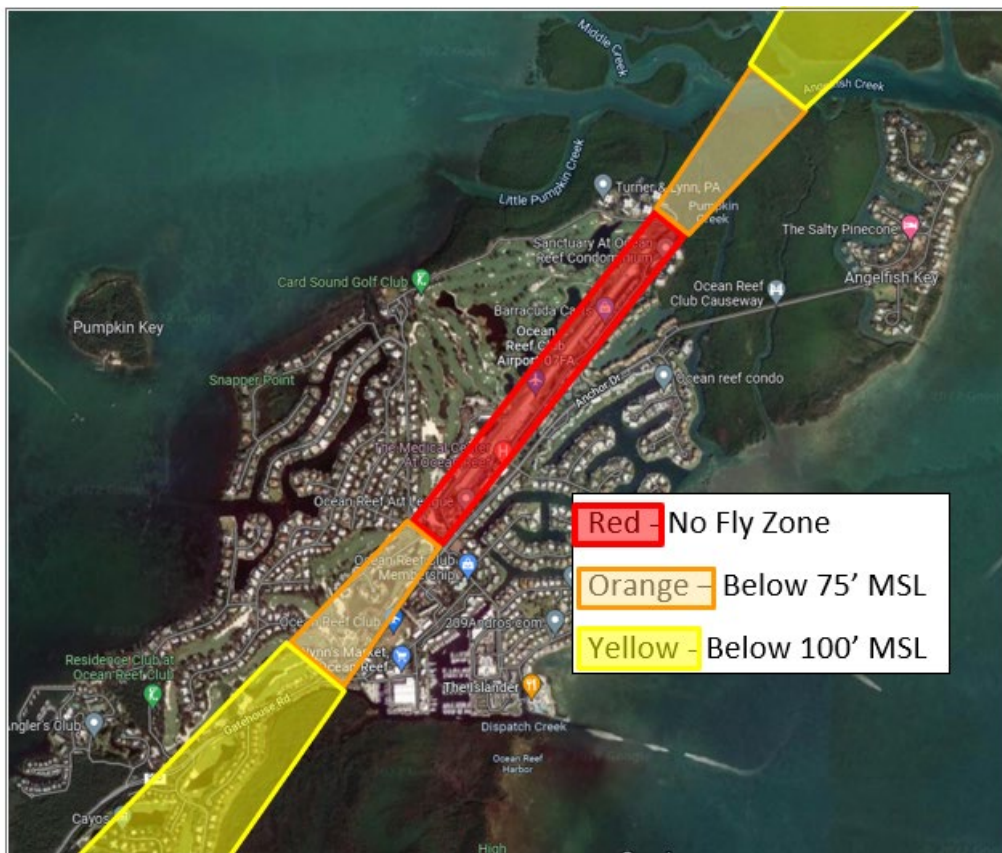 Middle Creek
Angelfish Creek
Little Pumpkin Creek
Turner & Lynn, PA
Pumpkin
Creek
The Salty Pinecone
Sanctuary At Ocean
Reef Condominium
Angelfish Key
Card Sound Golf Club
Ocean Reef
Club Causeway
Pumpkin Key
Ocean
Reef Club
Airport-07FA
Snapper Point
Anchor Dr
Ocean reef condo
The Medical Center
At Ocean Reef
Ocean Reef Art League
Red - No Fly Zone
Orange – Below 75' MSL
Yellow - Below 100' MSL
Ocean Reef Club
Membership
Ocean Reef Club
209Andros.com
Wynn's Market,
Ocean Reef
Residence Club at
Ocean Reef Club
The Islander
Gatehouse Rd
Angler's Club
Dispatch Creek
Ocean Reef
Harbor
Cayos
High